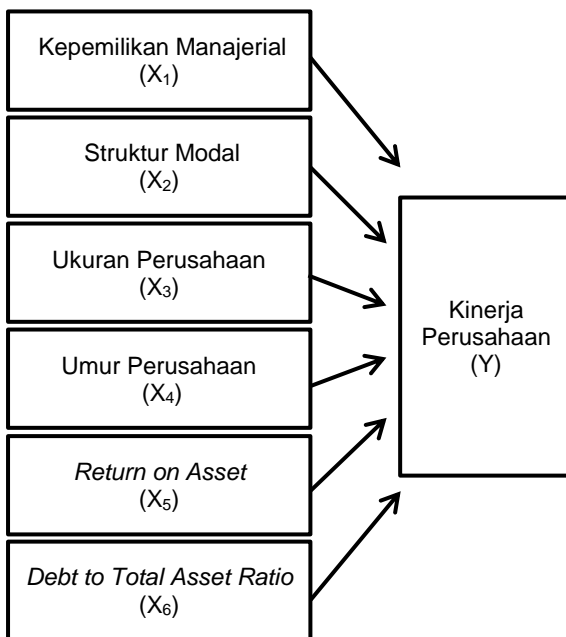 Kepemilikan Manajerial
(X₁)
Struktur Modal
(X₂)
Ukuran Perusahaan
(X₃)
Umur Perusahaan
(X₄)
Return on Asset
(X₅)
Debt to Total Asset Ratio
(X₆)
Kinerja
Perusahaan
(Y)